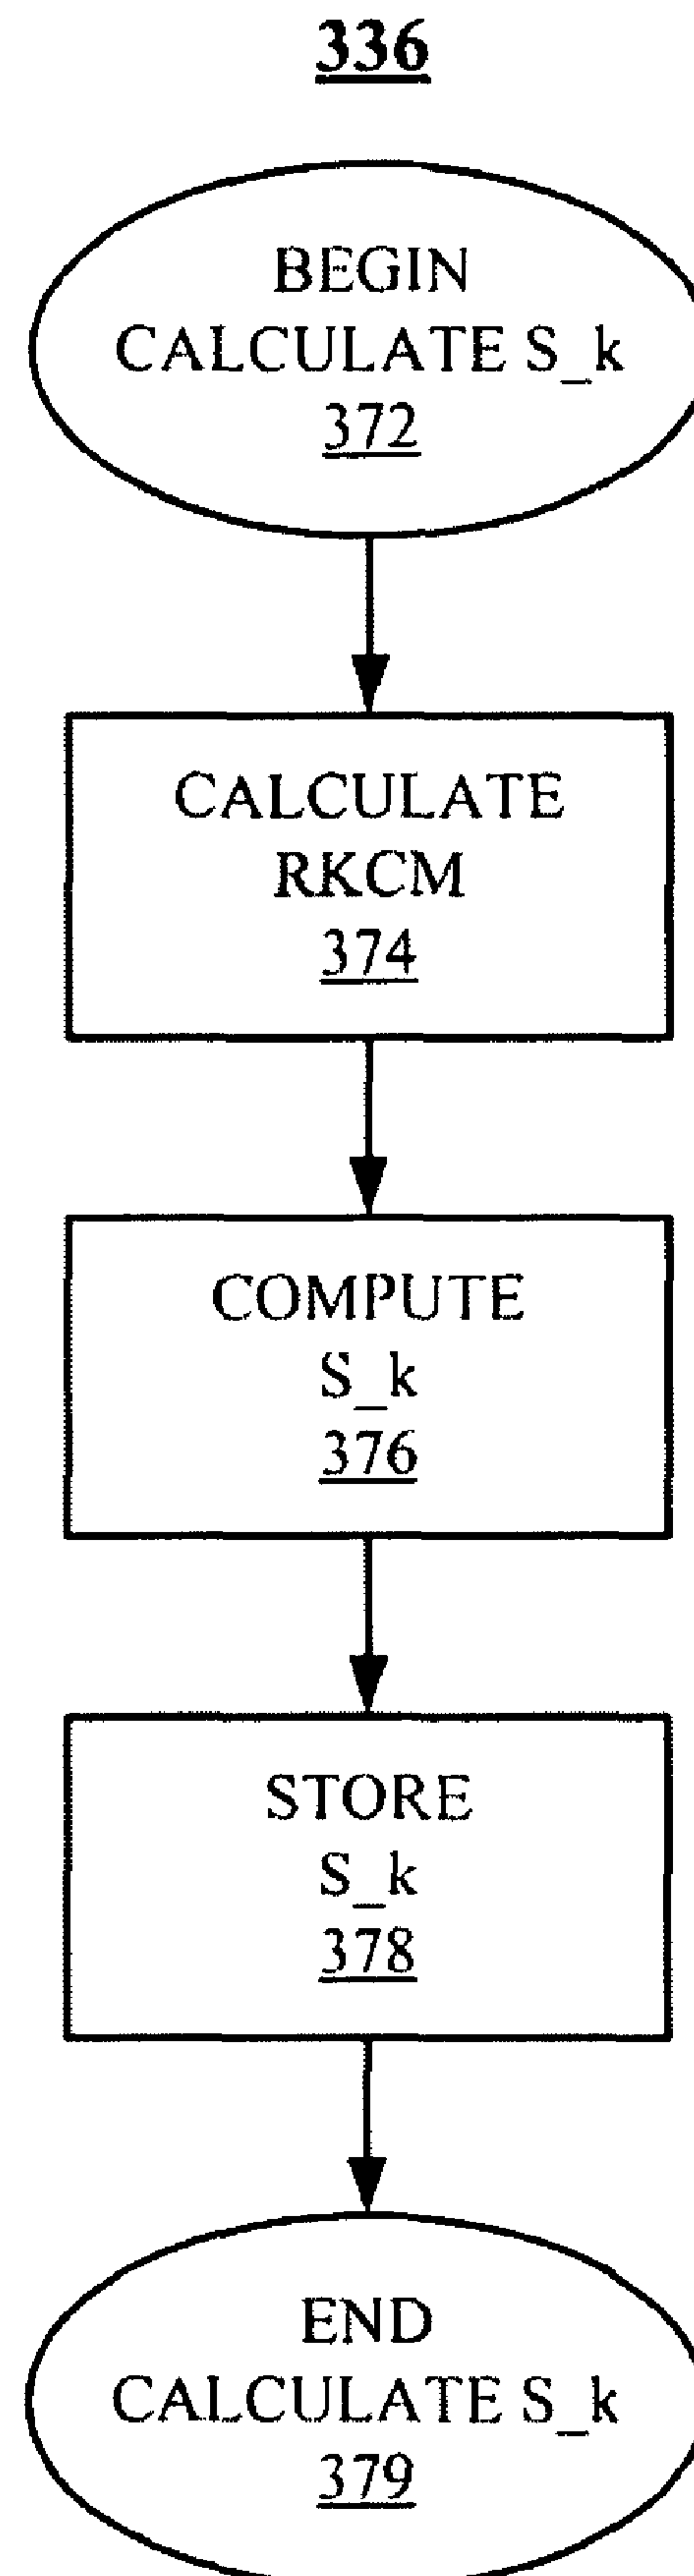 336
BEGIN
CALCULATE S_k
372
CALCULATE
RKCM
374
COMPUTE
S_k
376
STORE
S_k
378
END
CALCULATE S_k
379